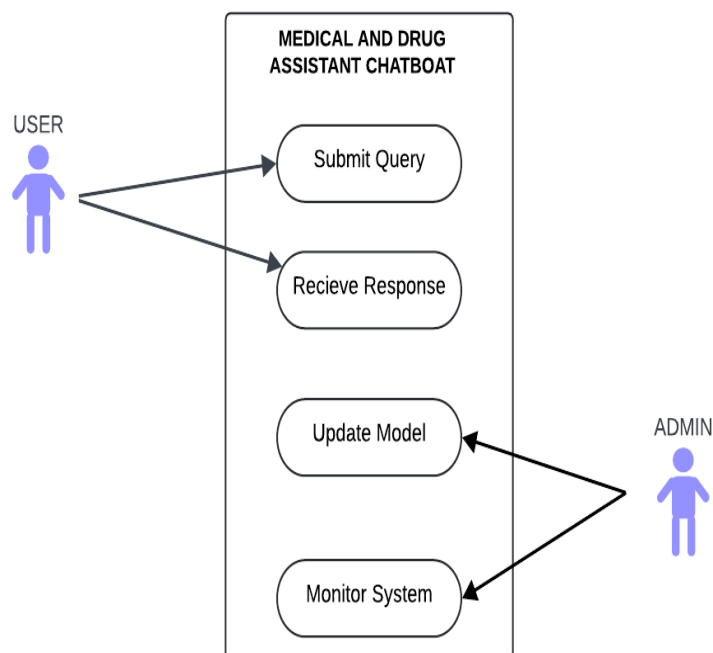 MEDICAL AND DRUG
ASSISTANT CHATBOAT
USER
Submit Query
Recieve Response
Update Model
ADMIN
Monitor System